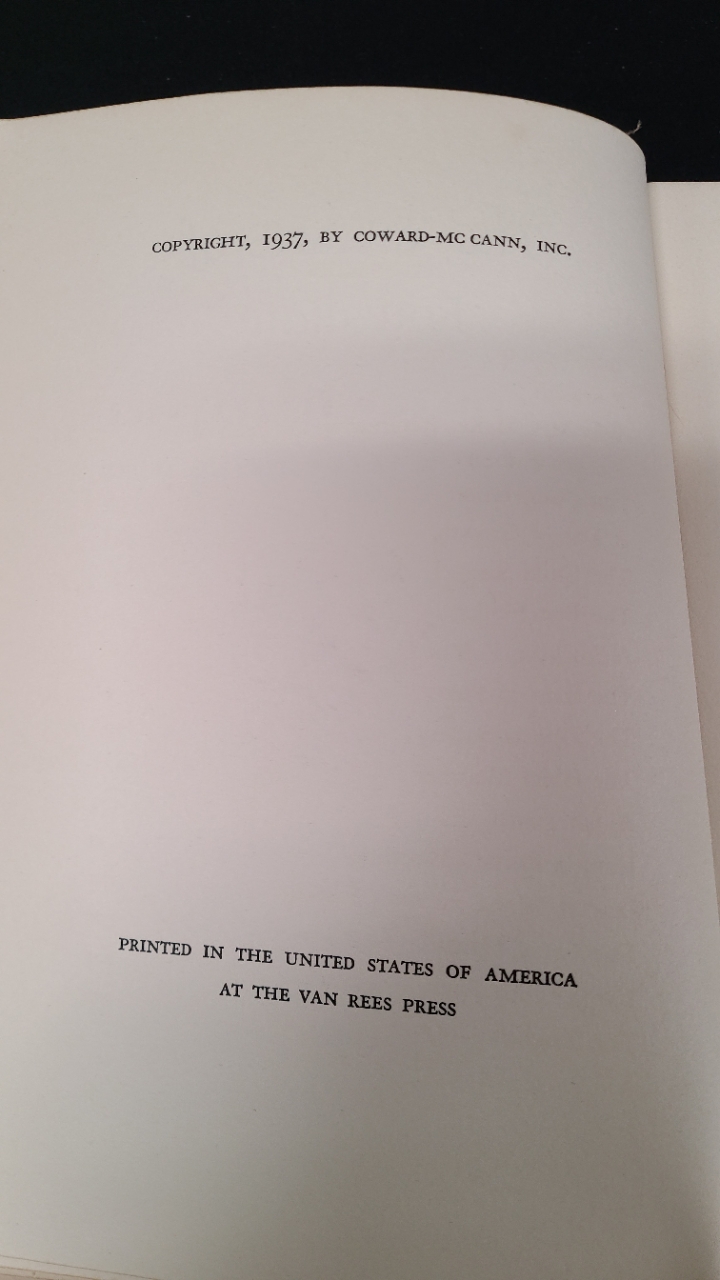 COPYRIGHT, 1937, BY COWARD-MC CANN, INC.
PRINTED IN THE UNITED STATES OF AMERICA
AT THE VAN REES PRESS